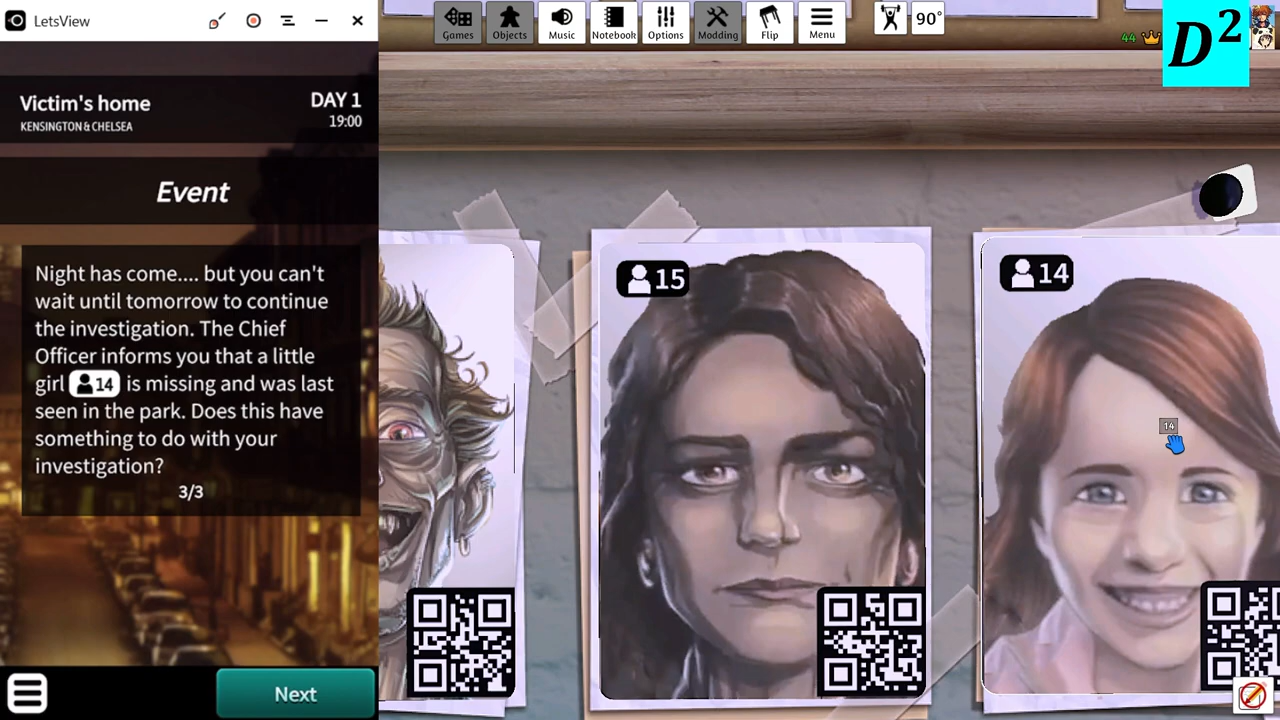 LetsView
Victim's home
KENSINGTON & CHELSEA
DAY 1
19:00
Event
Night has come.... but you can't
wait until tomorrow to continue
the investigation. The Chief
Officer informs you that a little
girl 14 is missing and was last
seen in the park. Does this have
something to do with your
investigation?
3/3
Next
Games
Objects
Music
Notebook
Options
Modding
Flip
Menu
90°
44
D²
15
14
14